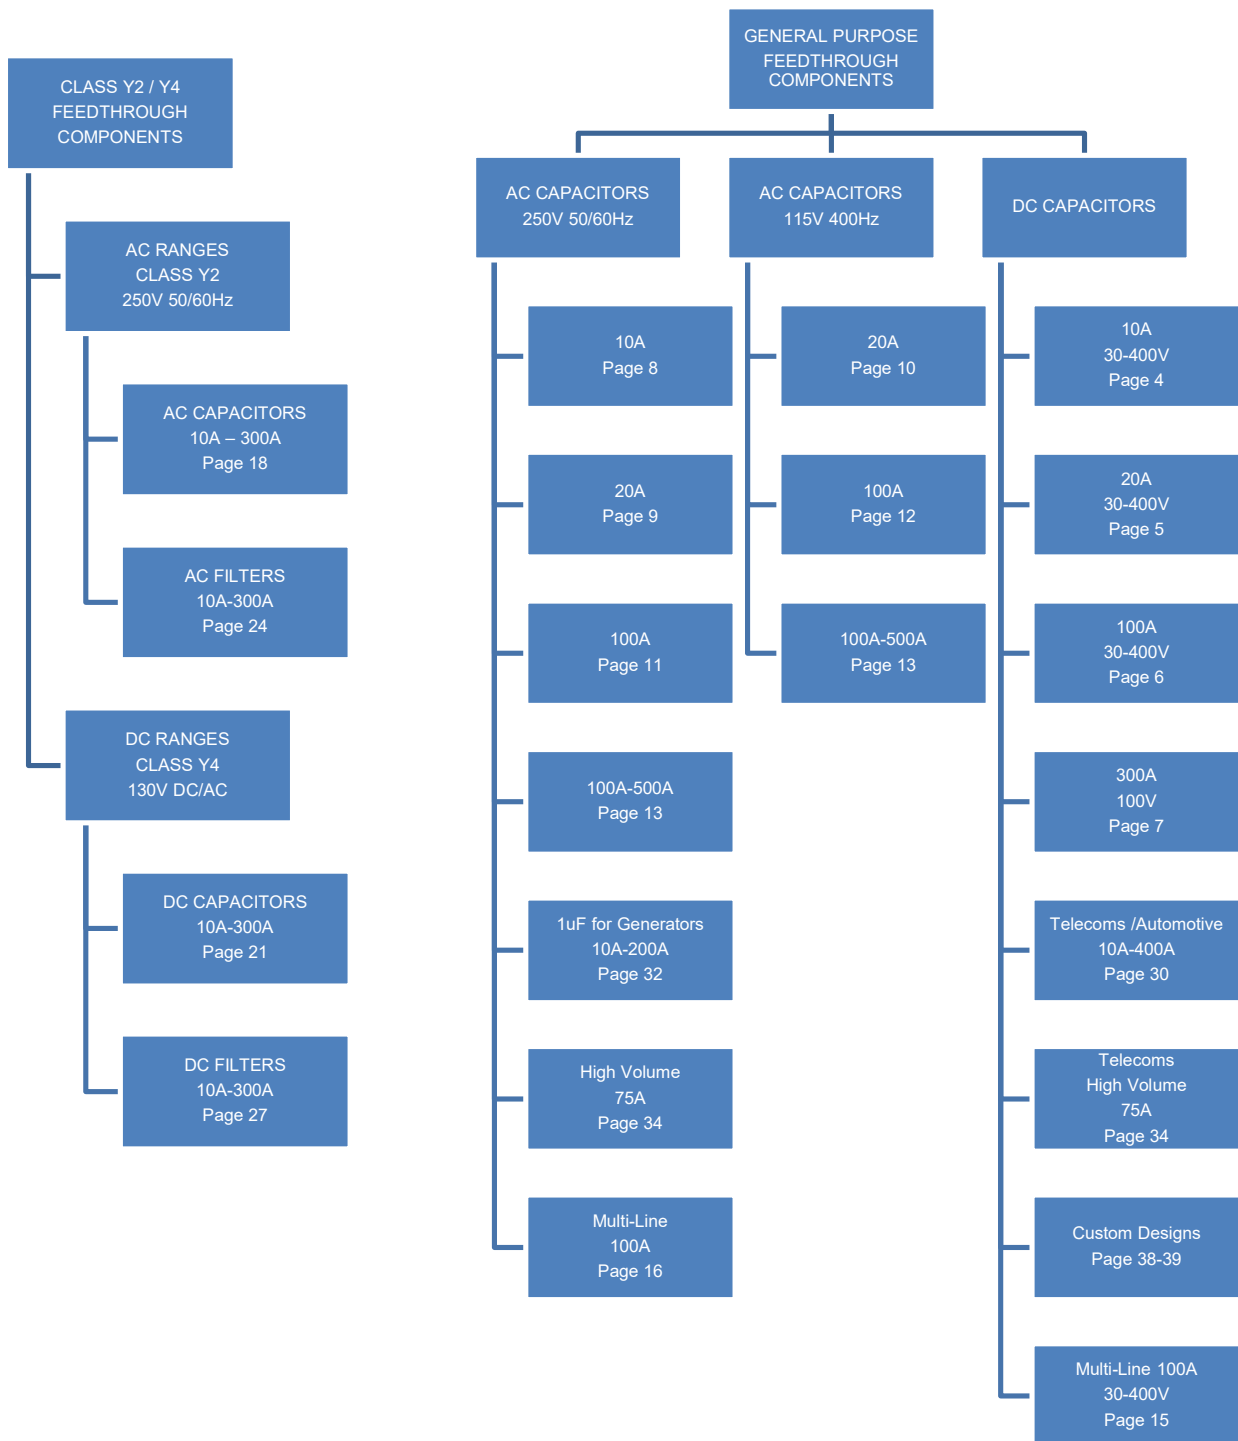 CLASS Y2 / Y4
FEEDTHROUGH
COMPONENTS
AC RANGES
CLASS Y2
250V 50/60Hz
AC CAPACITORS
10A – 300A
Page 18
AC FILTERS
10A-300A
Page 24
DC RANGES
CLASS Y4
130V DC/AC
DC CAPACITORS
10A-300A
Page 21
DC FILTERS
10A-300A
Page 27
GENERAL PURPOSE
FEEDTHROUGH
COMPONENTS
AC CAPACITORS
250V 50/60Hz
10A
Page 8
20A
Page 9
100A
Page 11
100A-500A
Page 13
1uF for Generators
10A-200A
Page 32
High Volume
75A
Page 34
Multi-Line
100A
Page 16
AC CAPACITORS
115V 400Hz
20A
Page 10
100A
Page 12
100A-500A
Page 13
DC CAPACITORS
10A
30-400V
Page 4
20A
30-400V
Page 5
100A
30-400V
Page 6
300A
100V
Page 7
Telecoms /Automotive
10A-400A
Page 30
Telecoms
High Volume
75A
Page 34
Custom Designs
Page 38-39
Multi-Line 100A
30-400V
Page 15